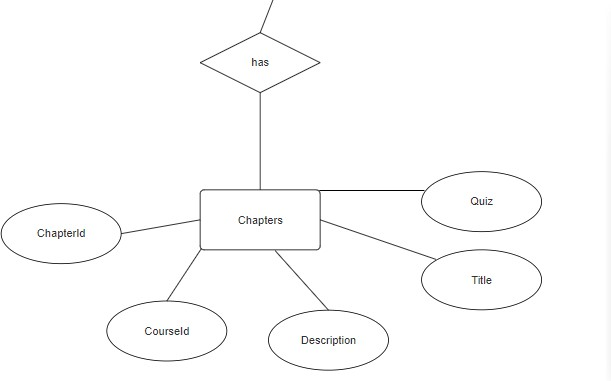 has
Quiz
Chapters
ChapterId
Title
CourseId
Description